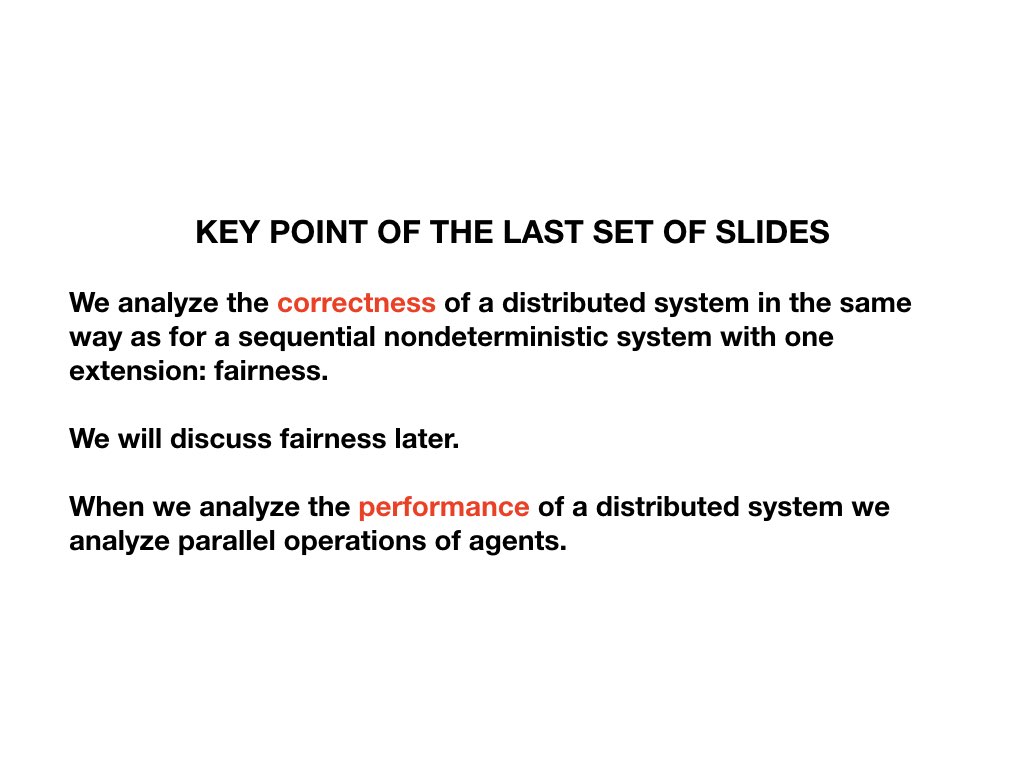 KEY POINT OF THE LAST SET OF SLIDES
We analyze the correctness of a distributed system in the same
way as for a sequential nondeterministic system with one
extension: fairness.
We will discuss fairness later.
When we analyze the performance of a distributed system we
analyze parallel operations of agents.